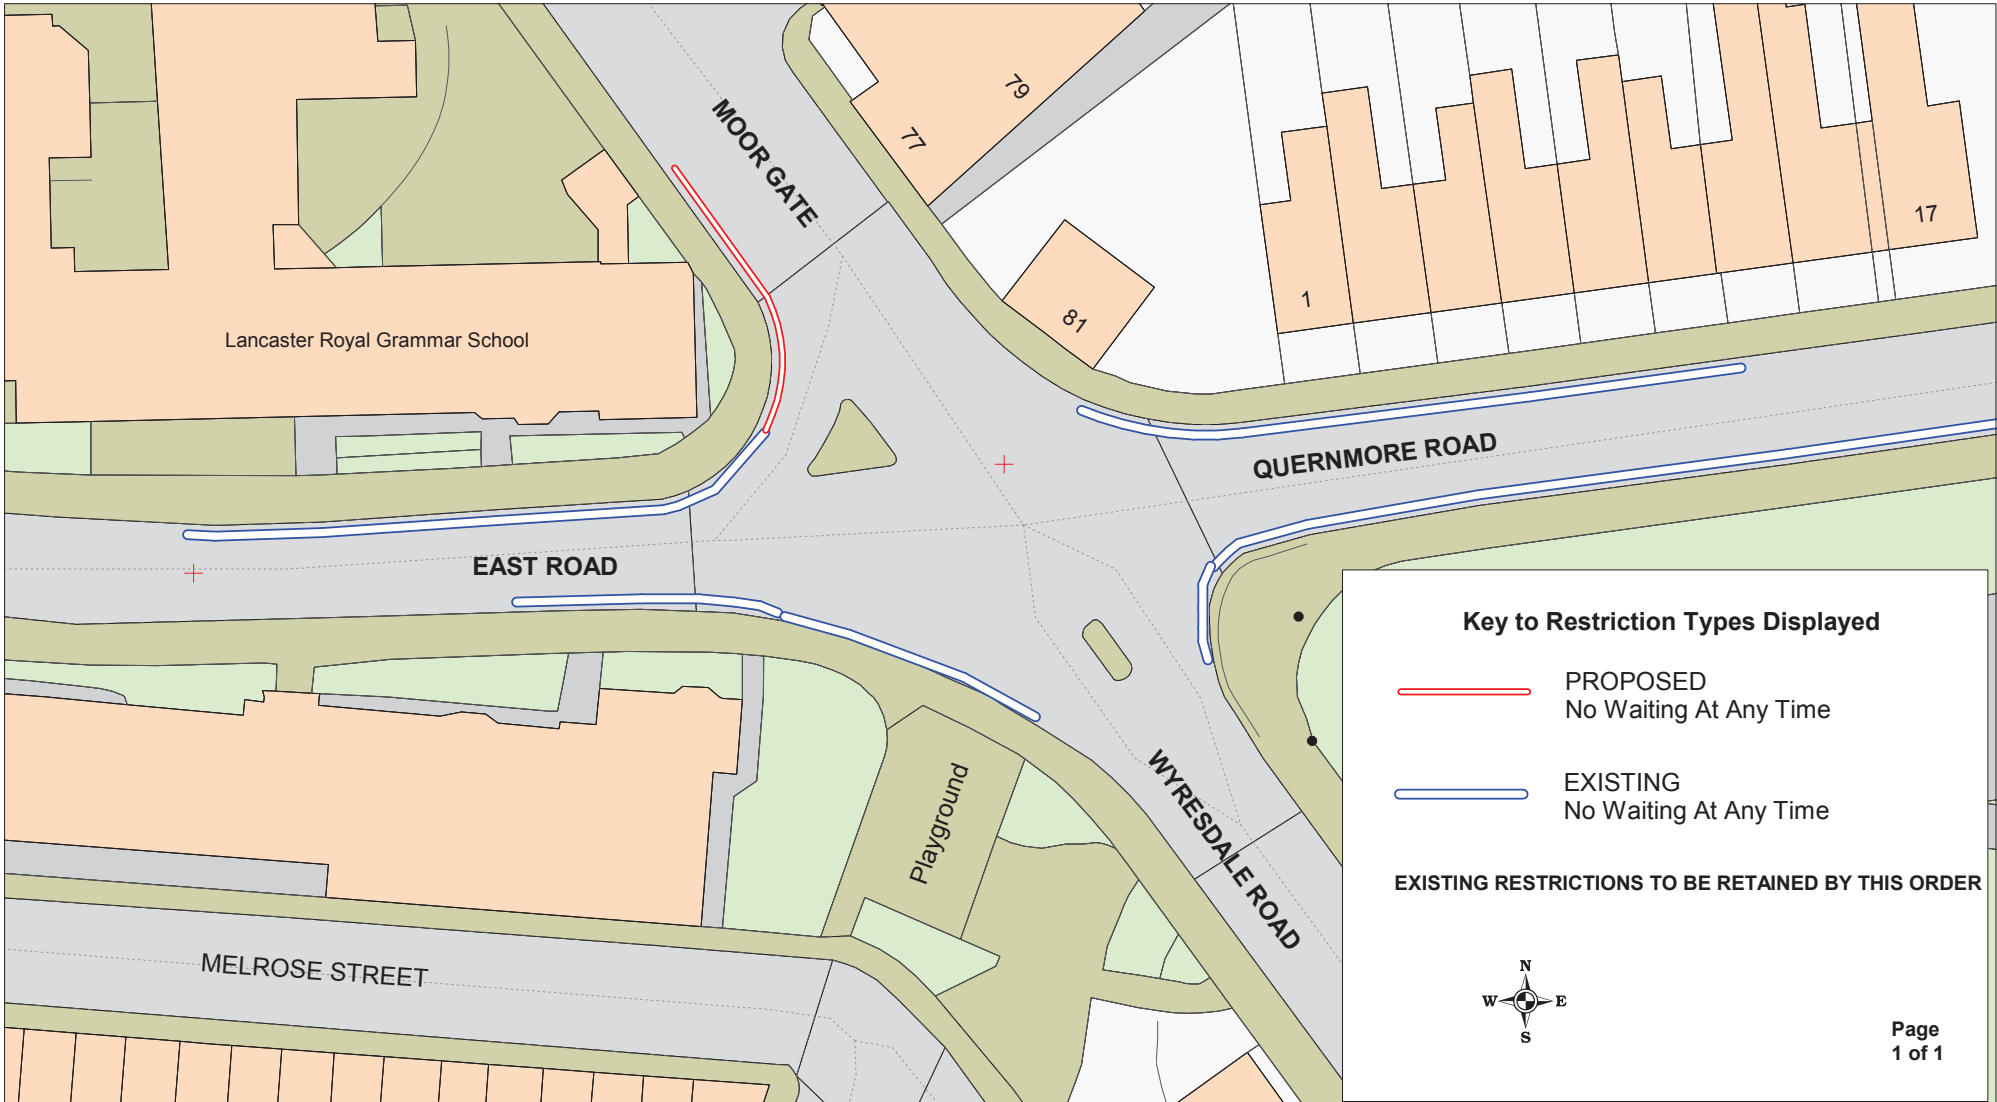 MOOR GATE
79
77
81
1
17
Lancaster Royal Grammar School
QUERNMORE ROAD
EAST ROAD
WYRESDALE ROAD
Playground
MELROSE STREET
Key to Restriction Types Displayed
PROPOSED
No Waiting At Any Time
EXISTING
No Waiting At Any Time
EXISTING RESTRICTIONS TO BE RETAINED BY THIS ORDER
N
W E
S
Page
1 of 1